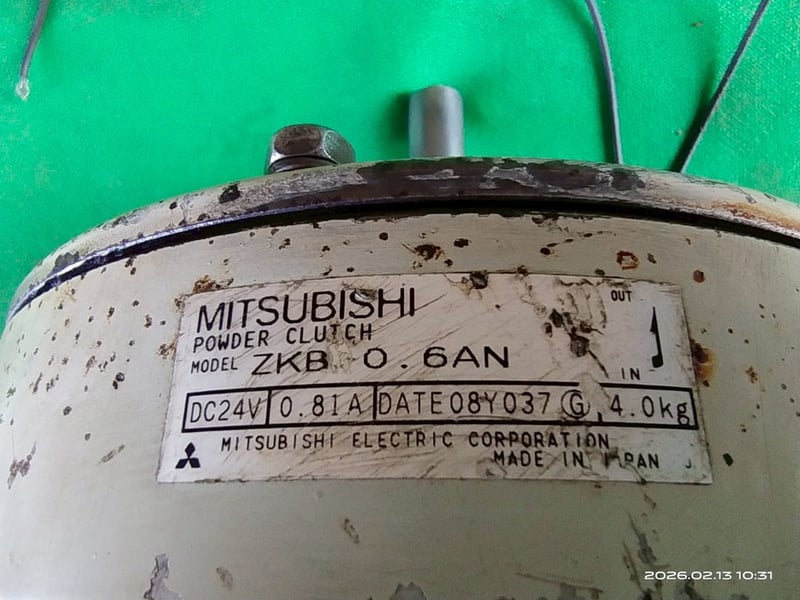 MITSUBISHI
POWDER CLUTCH
MODEL ZKB 0.6AN
OUT
IN
DC24V 0.81A DATE08Y037 G 4.0kg
MITSUBISHI ELECTRIC CORPORATION
MADE IN JAPAN
2026.02.13 10:31